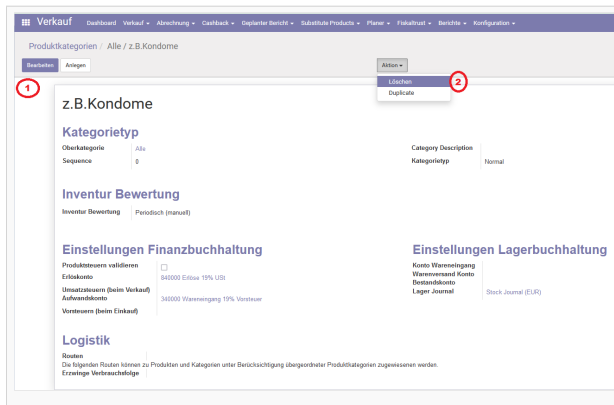 Verkauf Dashboard Verkauf Abrechnung Cashback Geplanter Bericht Substitute Products Planer Fiskaltrust Berichte Konfiguration
Produktkategorien / Alle / z.B.Kondome
Bearbeiten Anlegen Aktion
1
Löschen 2
Duplicate
z.B.Kondome
Kategorietyp
Oberkategorie Alle Category Description
Sequence 0 Kategorietyp Normal
Inventur Bewertung
Inventur Bewertung Periodisch (manuell)
Einstellungen Finanzbuchhaltung Einstellungen Lagerbuchhaltung
Produktsteuern validieren Konto Wareneingang
Erlöskonto 840000 Erlöse 19% USt Warenversand Konto
Bestandskonto
Umsatzsteuern (beim Verkauf) Lager Journal Stock Journal (EUR)
Aufwandskonto 340000 Wareneingang 19% Vorsteuer
Vorsteuern (beim Einkauf)
Logistik
Routen
Die folgenden Routen können zu Produkten und Kategorien unter Berücksichtigung übergeordneter Produktkategorien zugewiesenen werden.
Erzwinge Verbrauchsfolge